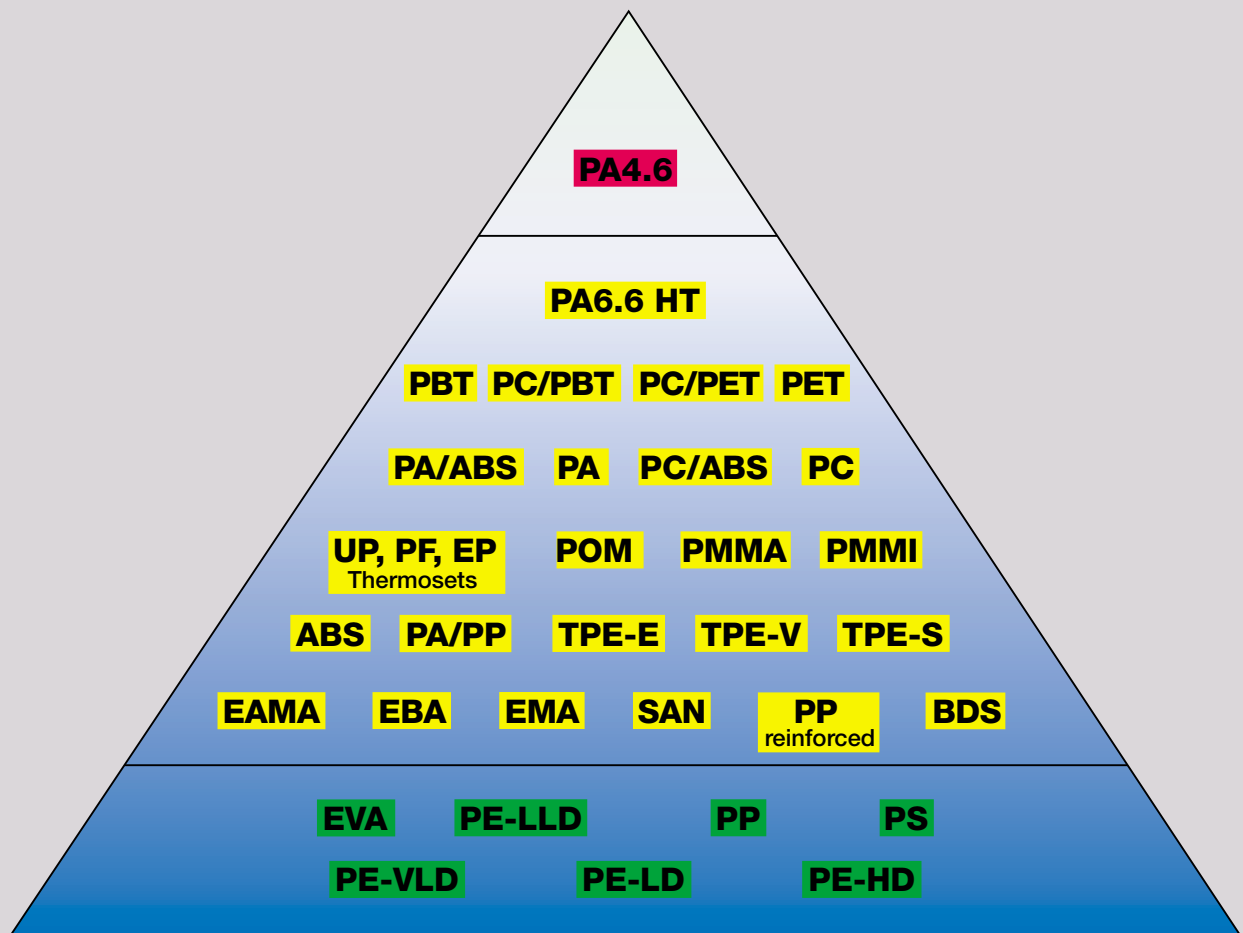 PA4.6
PA6.6 HT
PBT PC/PBT PC/PET PET
PA/ABS PA PC/ABS PC
UP, PF, EP POM PMMA PMMI
Thermosets
ABS PA/PP TPE-E TPE-V TPE-S
EAMA EBA EMA SAN PP BDS
reinforced
EVA PE-LLD PP PS
PE-VLD PE-LD PE-HD